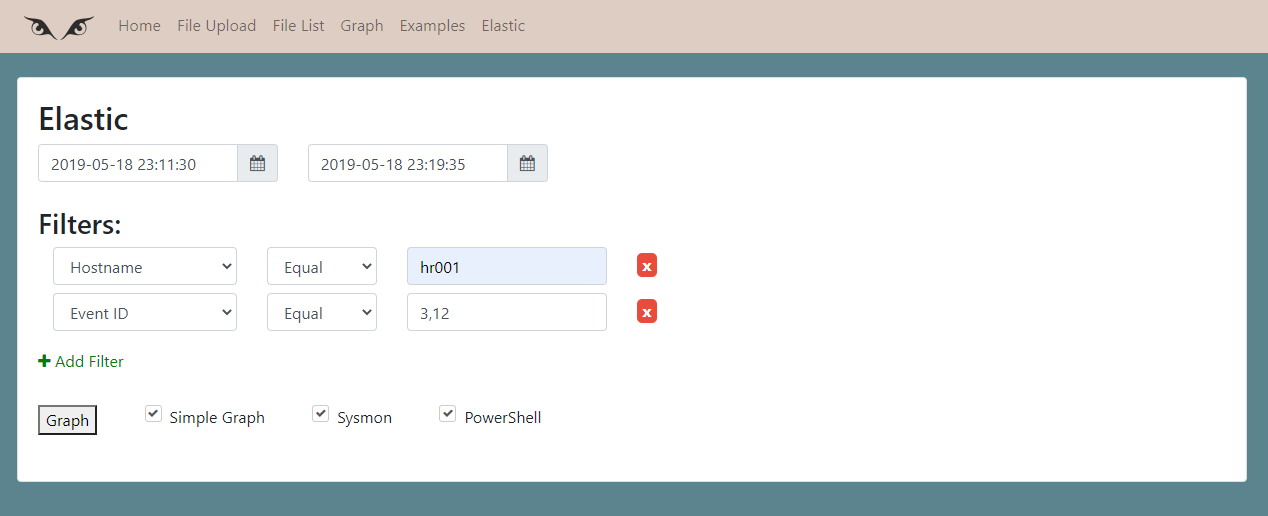 Home File Upload File List Graph Examples Elastic
Elastic
2019-05-18 23:11:30 2019-05-18 23:19:35
Filters:
Hostname Equal hr001 x
Event ID Equal 3,12 x
Add Filter
Graph Simple Graph Sysmon PowerShell